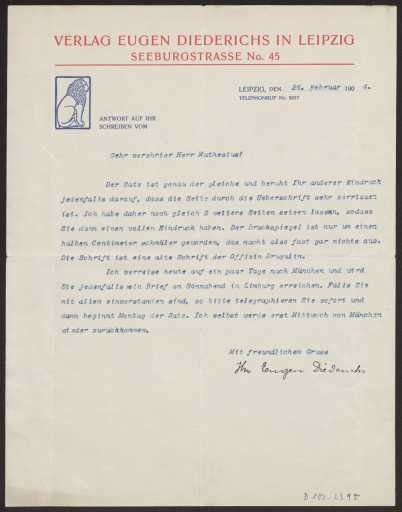 VERLAG EUGEN DIEDERICHS IN LEIPZIG
SEEBURGSTRASSE No. 45
LEIPZIG, DEN 26. Februar 190 4.
TELEPHONRUF No.
ANTWORT AUF IHR
SCHREIBEN VOM
Sehr verehrter Herr Muthesius!
Der Satz ist genau der gleiche und beruht Ihr anderer Eindruck
jedenfalls darauf, dass die Seite durch die Ueberschrift sehr zerrissen
ist. Ich habe daher noch gleich 2 weitere Seiten setzen lassen, sodass
Sie dann einen vollen Eindruck haben. Der Druckspiegel ist nur um einen
halben Centimeter schmäler geworden, das macht also fast gar nichts aus.
Die Schrift ist eine alte Schrift der Offizin Drugulin.
Ich verreise heute auf ein paar Tage nach München und wird
Sie jedenfalls mein Brief am Sonnabend in Limburg erreichen. Falls Sie
mit allem einverstanden sind, so bitte telegraphieren Sie sofort und
dann beginnt Montag der Satz. Ich selbst werde erst Mittwoch von München
wieder zurückkommen.
Mit freundlichem Gruss
Ihr Eugen Diederichs